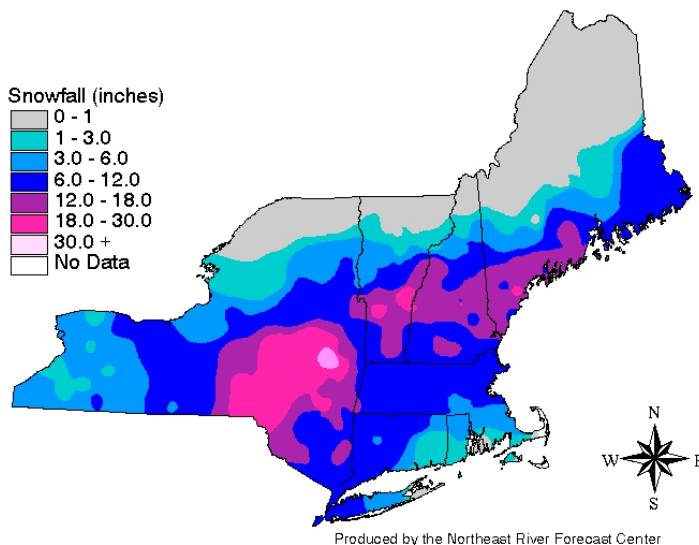 Snowfall (inches)
0 - 1
1 - 3.0
3.0 - 6.0
6.0 - 12.0
12.0 - 18.0
18.0 - 30.0
30.0 +
No Data
N
W E
S
Produced by the Northeast River Forecast Center